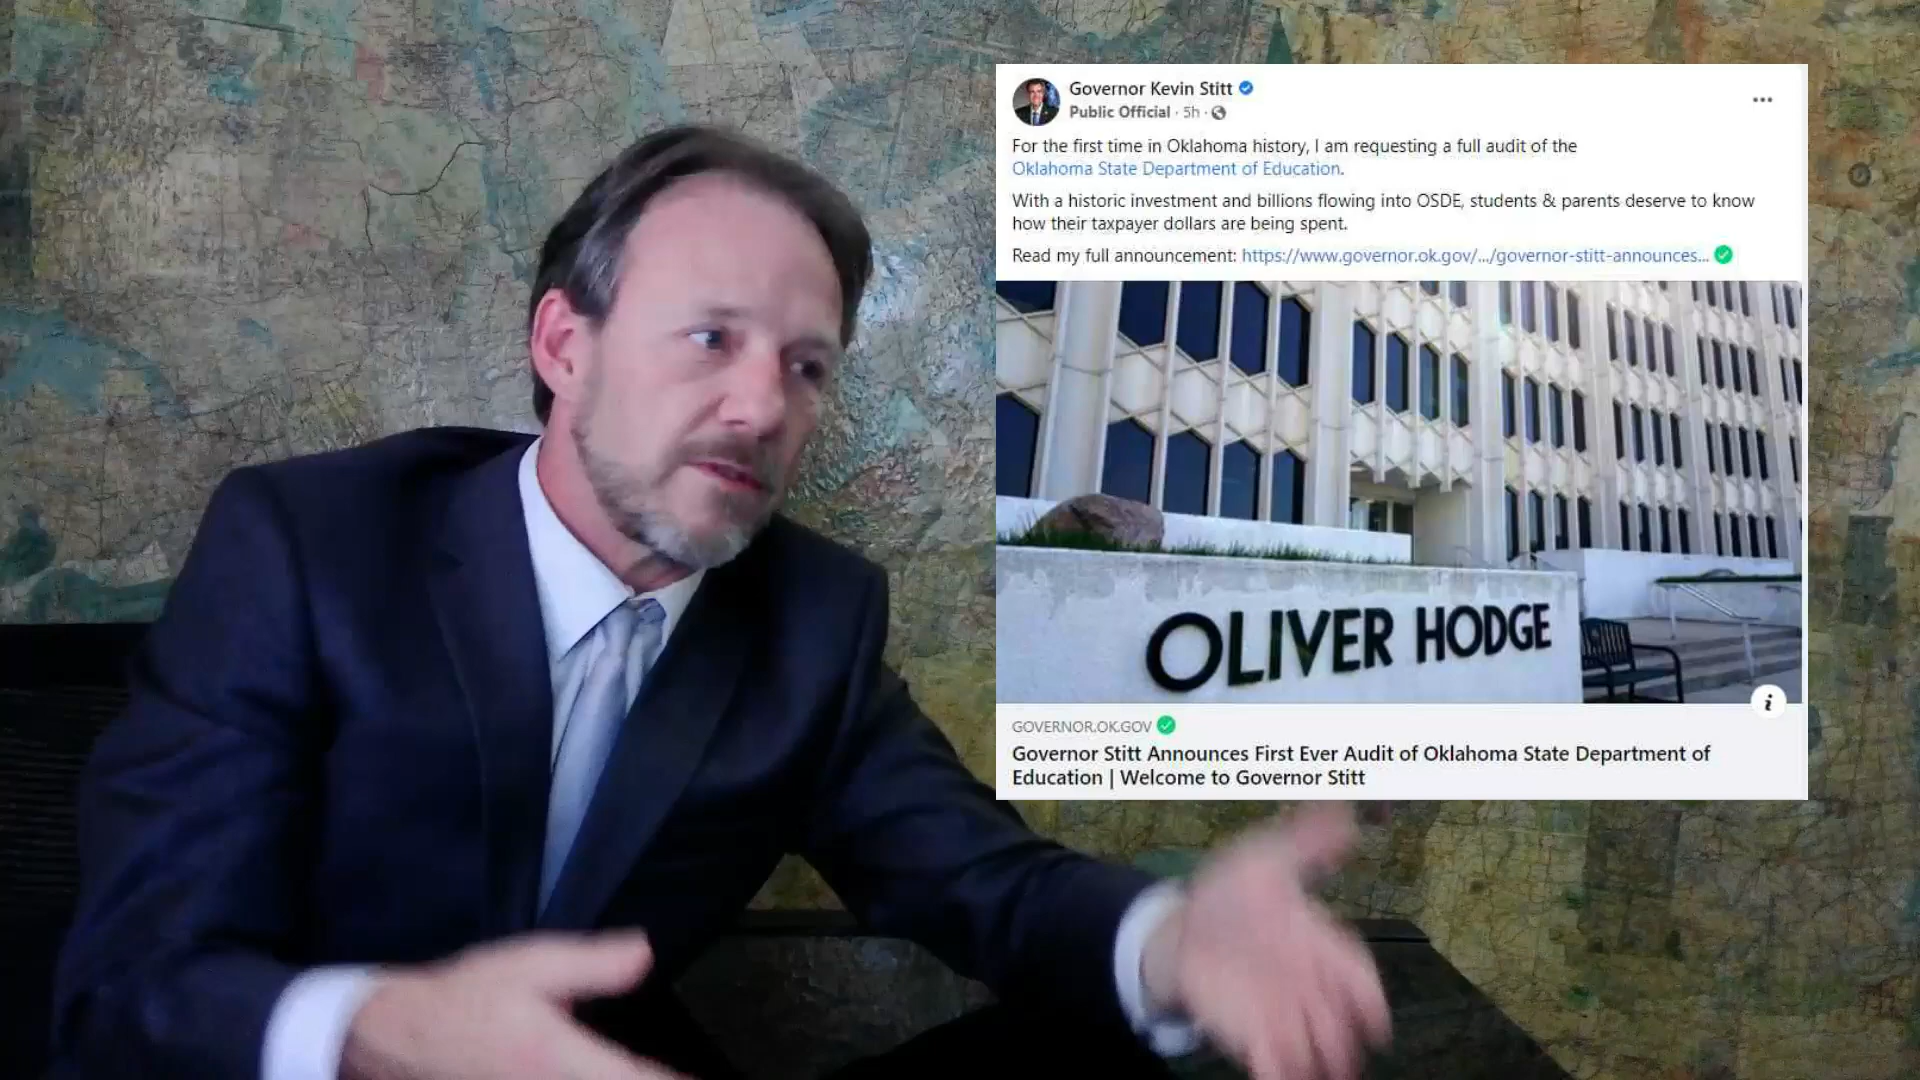 Governor Kevin Stitt
Public Official · 5h ·
For the first time in Oklahoma history, I am requesting a full audit of the
Oklahoma State Department of Education.
With a historic investment and billions flowing into OSDE, students & parents deserve to know
how their taxpayer dollars are being spent.
Read my full announcement: https://www.governor.ok.gov/.../governor-stitt-announces...
OLIVER HODGE
GOVERNOR.OK.GOV
Governor Stitt Announces First Ever Audit of Oklahoma State Department of
Education | Welcome to Governor Stitt